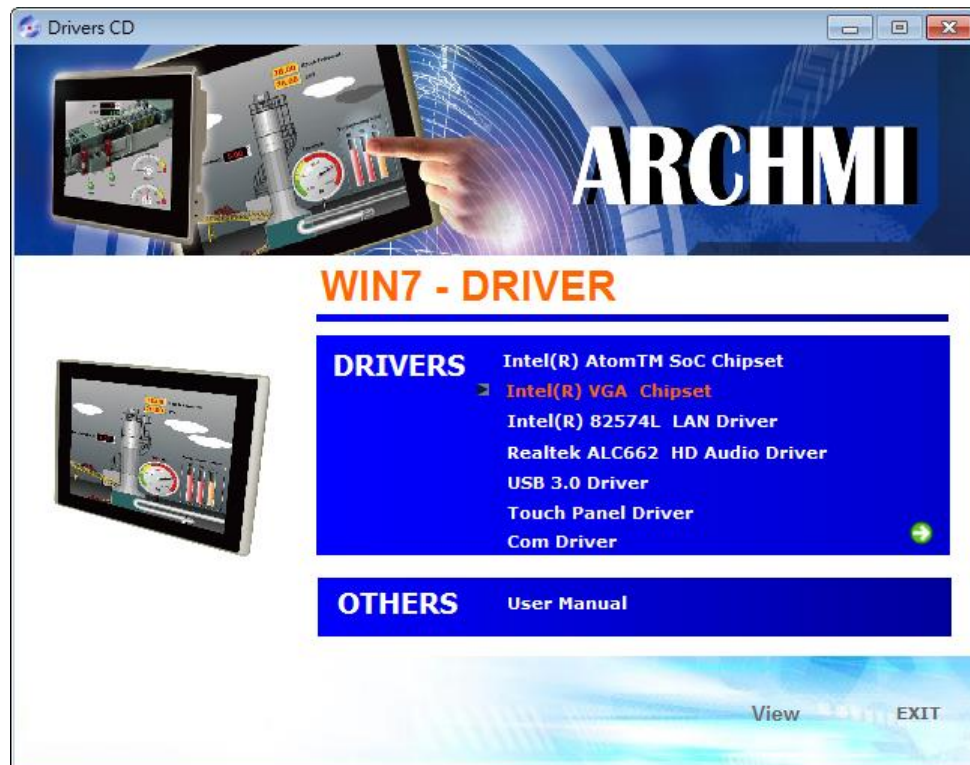 Drivers CD
ARCHMI
WIN7 - DRIVER
DRIVERS
Intel(R) AtomTM SoC Chipset
Intel(R) VGA Chipset
Intel(R) 82574L LAN Driver
Realtek ALC662 HD Audio Driver
USB 3.0 Driver
Touch Panel Driver
Com Driver
OTHERS
User Manual
View
EXIT